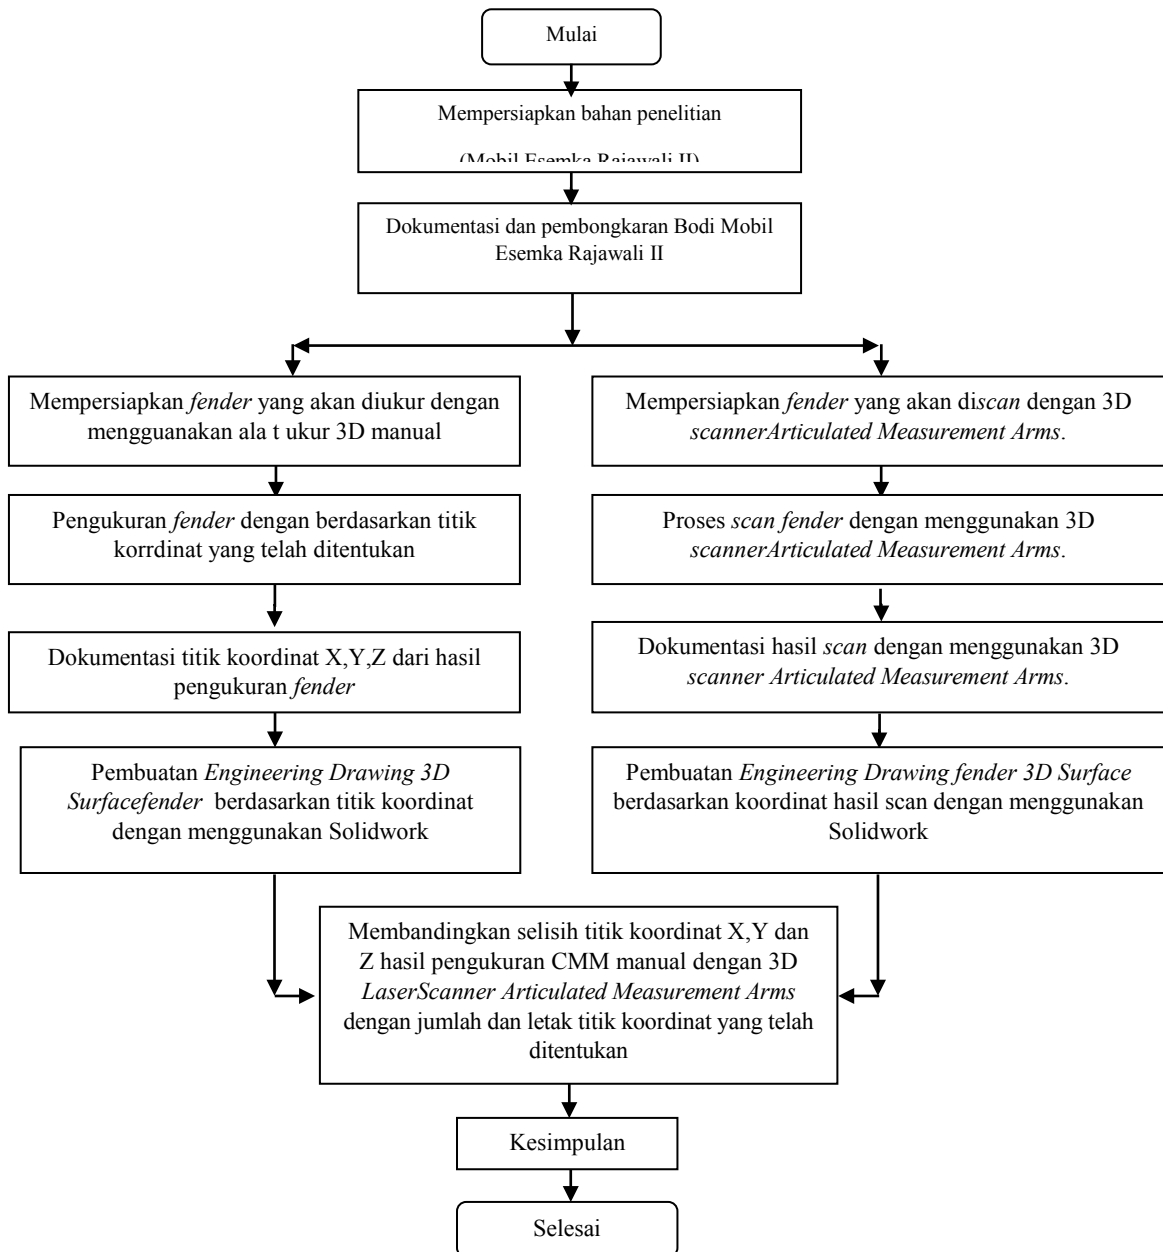 Mulai
Mempersiapkan bahan penelitian
(Mobil Esemka Rajawali II)
Dokumentasi dan pembongkaran Bodi Mobil
Esemka Rajawali II
Mempersiapkan fender yang akan diukur dengan
mengguanakan ala t ukur 3D manual
Pengukuran fender dengan berdasarkan titik
korrdinat yang telah ditentukan
Dokumentasi titik koordinat X,Y,Z dari hasil
pengukuran fender
Pembuatan Engineering Drawing 3D
Surfacefender berdasarkan titik koordinat
dengan menggunakan Solidwork
Mempersiapkan fender yang akan discan dengan 3D
scannerArticulated Measurement Arms.
Proses scan fender dengan menggunakan 3D
scannerArticulated Measurement Arms.
Dokumentasi hasil scan dengan menggunakan 3D
scanner Articulated Measurement Arms.
Pembuatan Engineering Drawing fender 3D Surface
berdasarkan koordinat hasil scan dengan menggunakan
Solidwork
Membandingkan selisih titik koordinat X,Y dan
Z hasil pengukuran CMM manual dengan 3D
LaserScanner Articulated Measurement Arms
dengan jumlah dan letak titik koordinat yang telah
ditentukan
Kesimpulan
Selesai